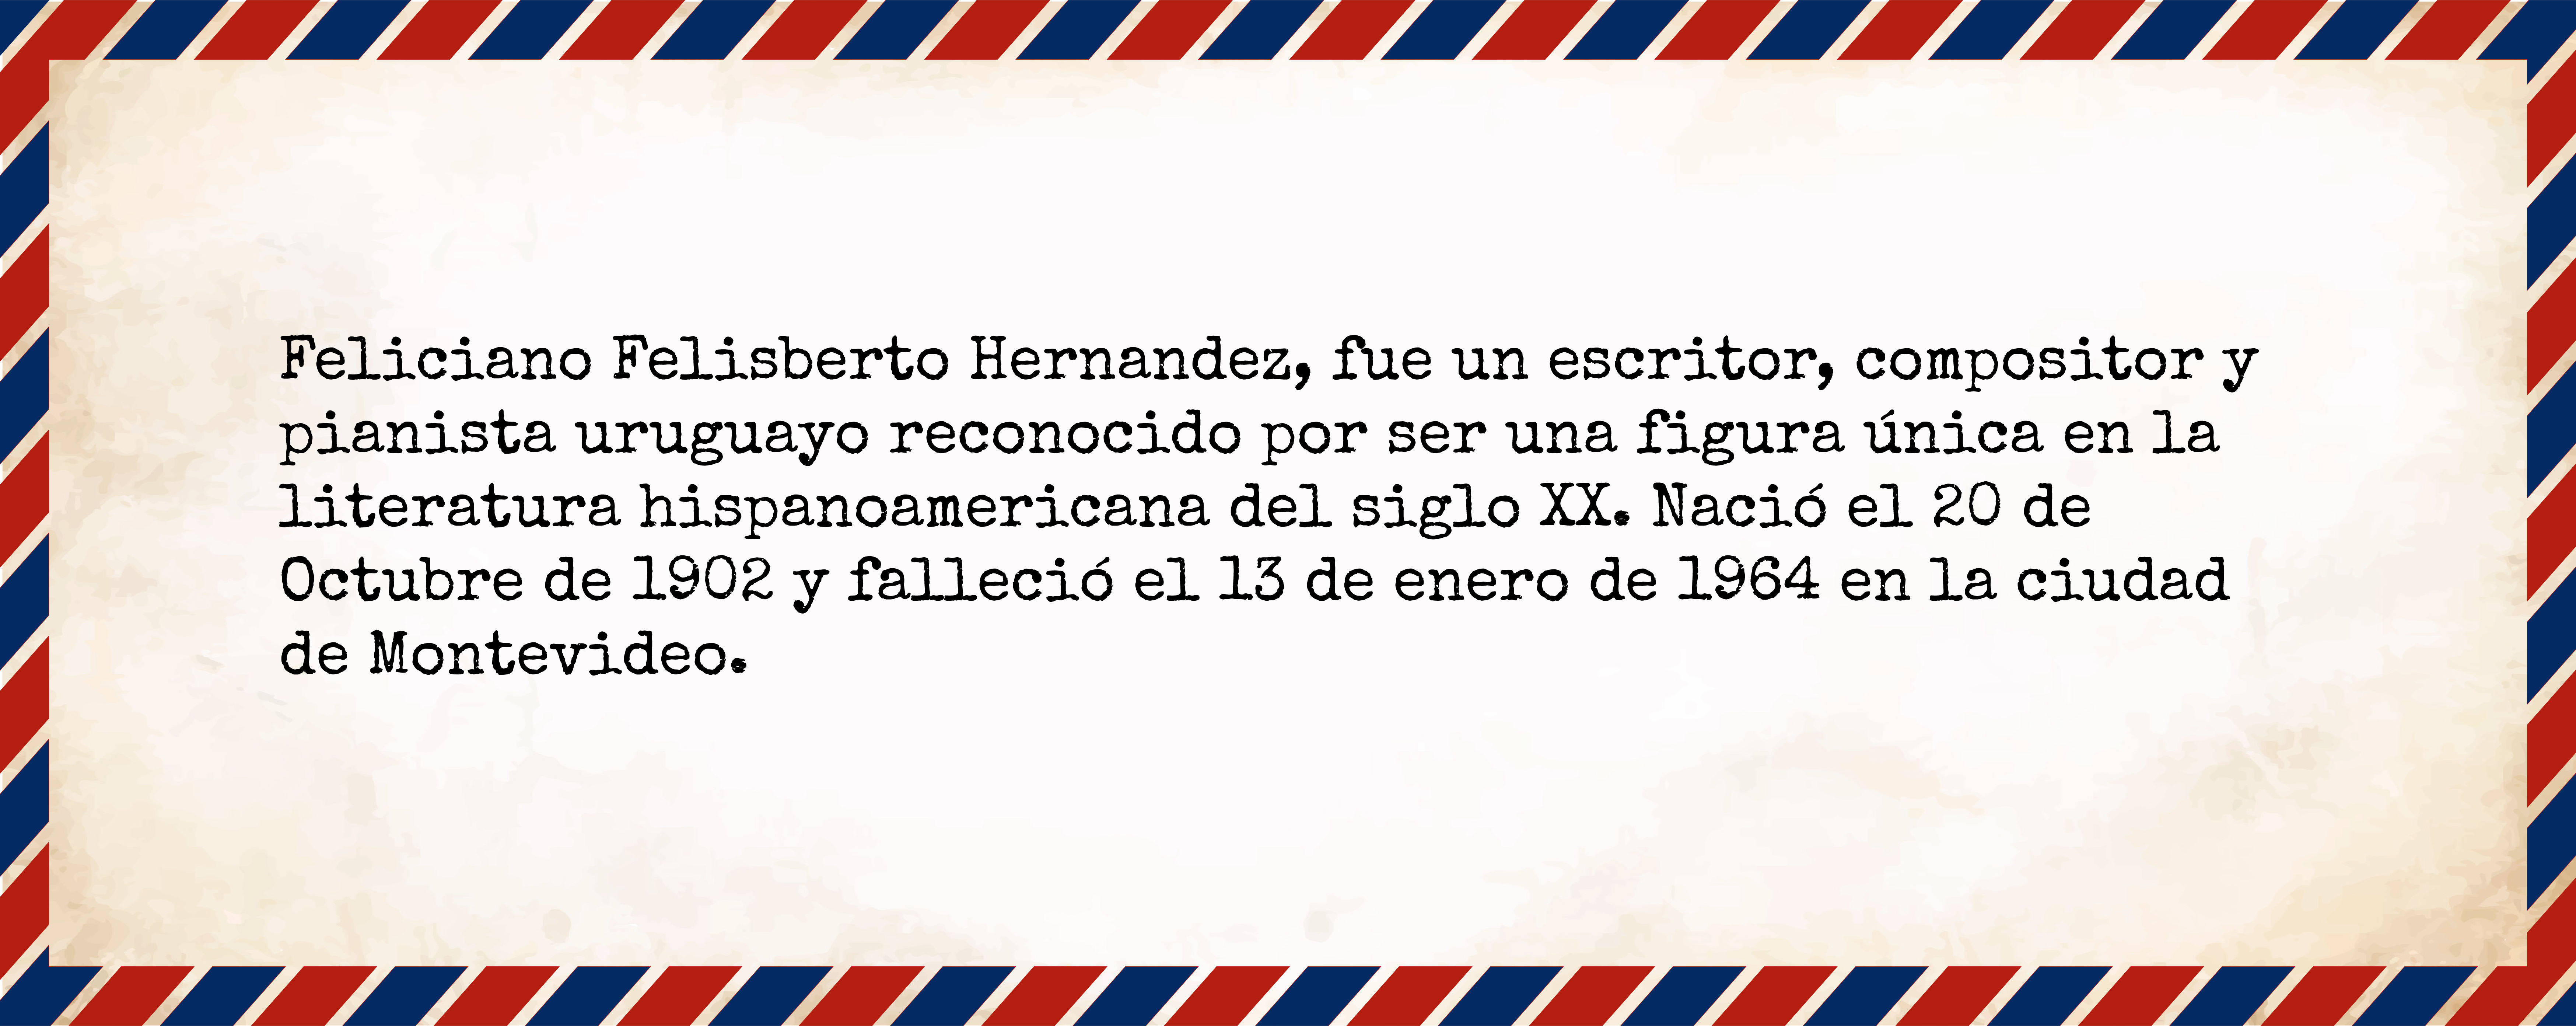 Feliciano Felisberto Hernandez, fue un escritor, compositor y
pianista uruguayo reconocido por ser una figura única en la
literatura hispanoamericana del siglo XX. Nació el 20 de
Octubre de 1902 y falleció el 13 de enero de 1964 en la ciudad
de Montevideo.